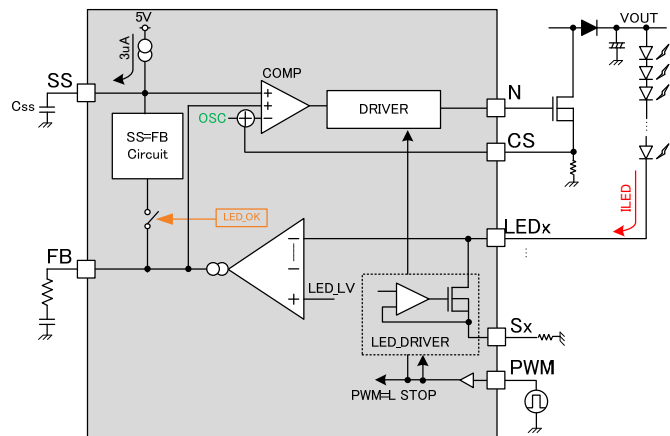 5V
VOUT
3uA
SS
COMP
Css
N
DRIVER
OSC
CS
SS=FB
Circuit
ILED
LED_OK
LEDx
FB
LED_LV
Sx
LED_DRIVER
PWM
PWM=L STOP